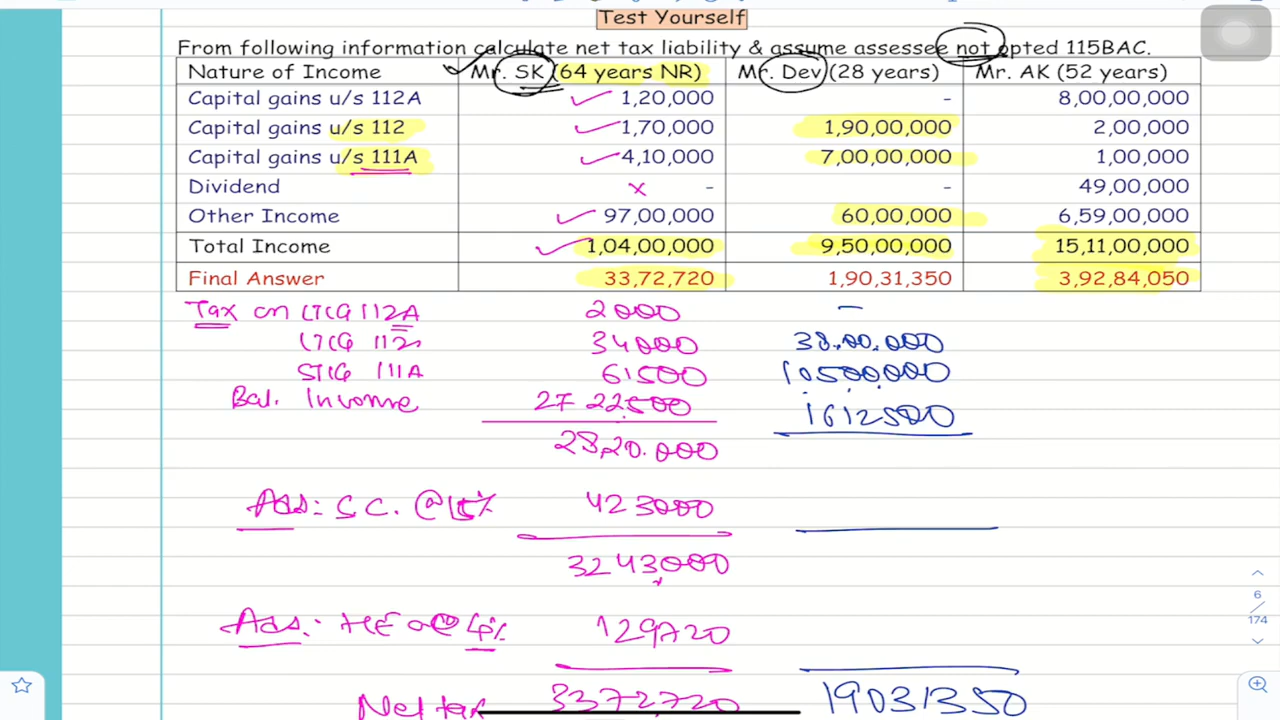 Test Yourself
From following information calculate net tax liability & assume assessee not opted 115BAC.
Nature of Income Mr. SK (64 years NR) Mr. Dev (28 years) Mr. AK (52 years)
Capital gains u/s 112A 1,20,000 - 8,00,00,000
Capital gains u/s 112 1,70,000 1,90,00,000 2,00,000
Capital gains u/s 111A 4,10,000 7,00,00,000 1,00,000
Dividend x - - 49,00,000
Other Income 97,00,000 60,00,000 6,59,00,000
Total Income 1,04,00,000 9,50,00,000 15,11,00,000
Final Answer 33,72,720 1,90,31,350 3,92,84,050
Tax on LTCG 112A 2000 -
LTCG 112 34000 38,00,000
STCG 111A 61500 10500000
Bal. Income 2722500 1612500
2820000
Add: S.C. @15% 423000
3243000
Add: HEC @4% 129720
Net tax 3372720 19031350
6
174